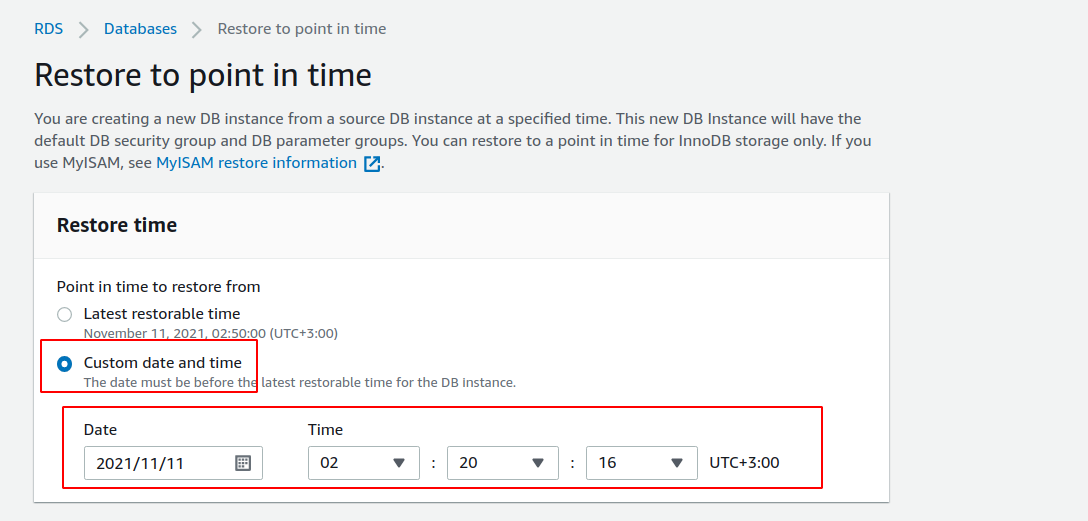 RDS > Databases > Restore to point in time
Restore to point in time
You are creating a new DB instance from a source DB instance at a specified time. This new DB Instance will have the
default DB security group and DB parameter groups. You can restore to a point in time for InnoDB storage only. If you
use MyISAM, see MyISAM restore information .
Restore time
Point in time to restore from
Latest restorable time
November 11, 2021, 02:50:00 (UTC+3:00)
Custom date and time
The date must be before the latest restorable time for the DB instance.
Date Time
2021/11/11 02 : 20 : 16 UTC+3:00